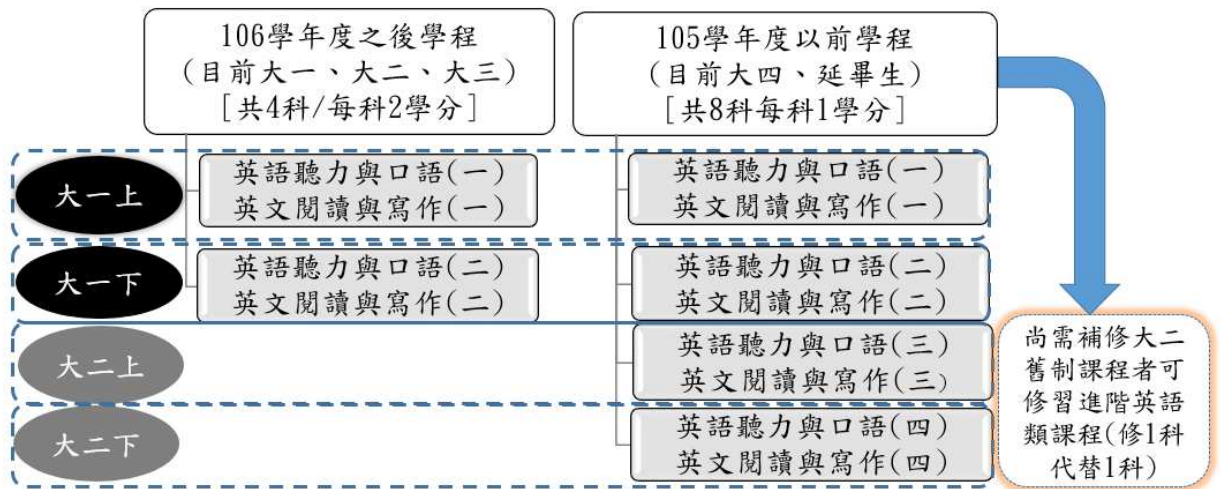 106學年度之後學程
(目前大一、大二、大三)
[共4科/每科2學分]
105學年度以前學程
(目前大四、延畢生)
[共8科每科1學分]
大一上
英語聽力與口語(一)
英文閱讀與寫作(一)
英語聽力與口語(一)
英文閱讀與寫作(一)
大一下
英語聽力與口語(二)
英文閱讀與寫作(二)
英語聽力與口語(二)
英文閱讀與寫作(二)
大二上
英語聽力與口語(三)
英文閱讀與寫作(三)
大二下
英語聽力與口語(四)
英文閱讀與寫作(四)
尚需補修大二
舊制課程者可
修習進階英語
類課程(修1科
代替1科)